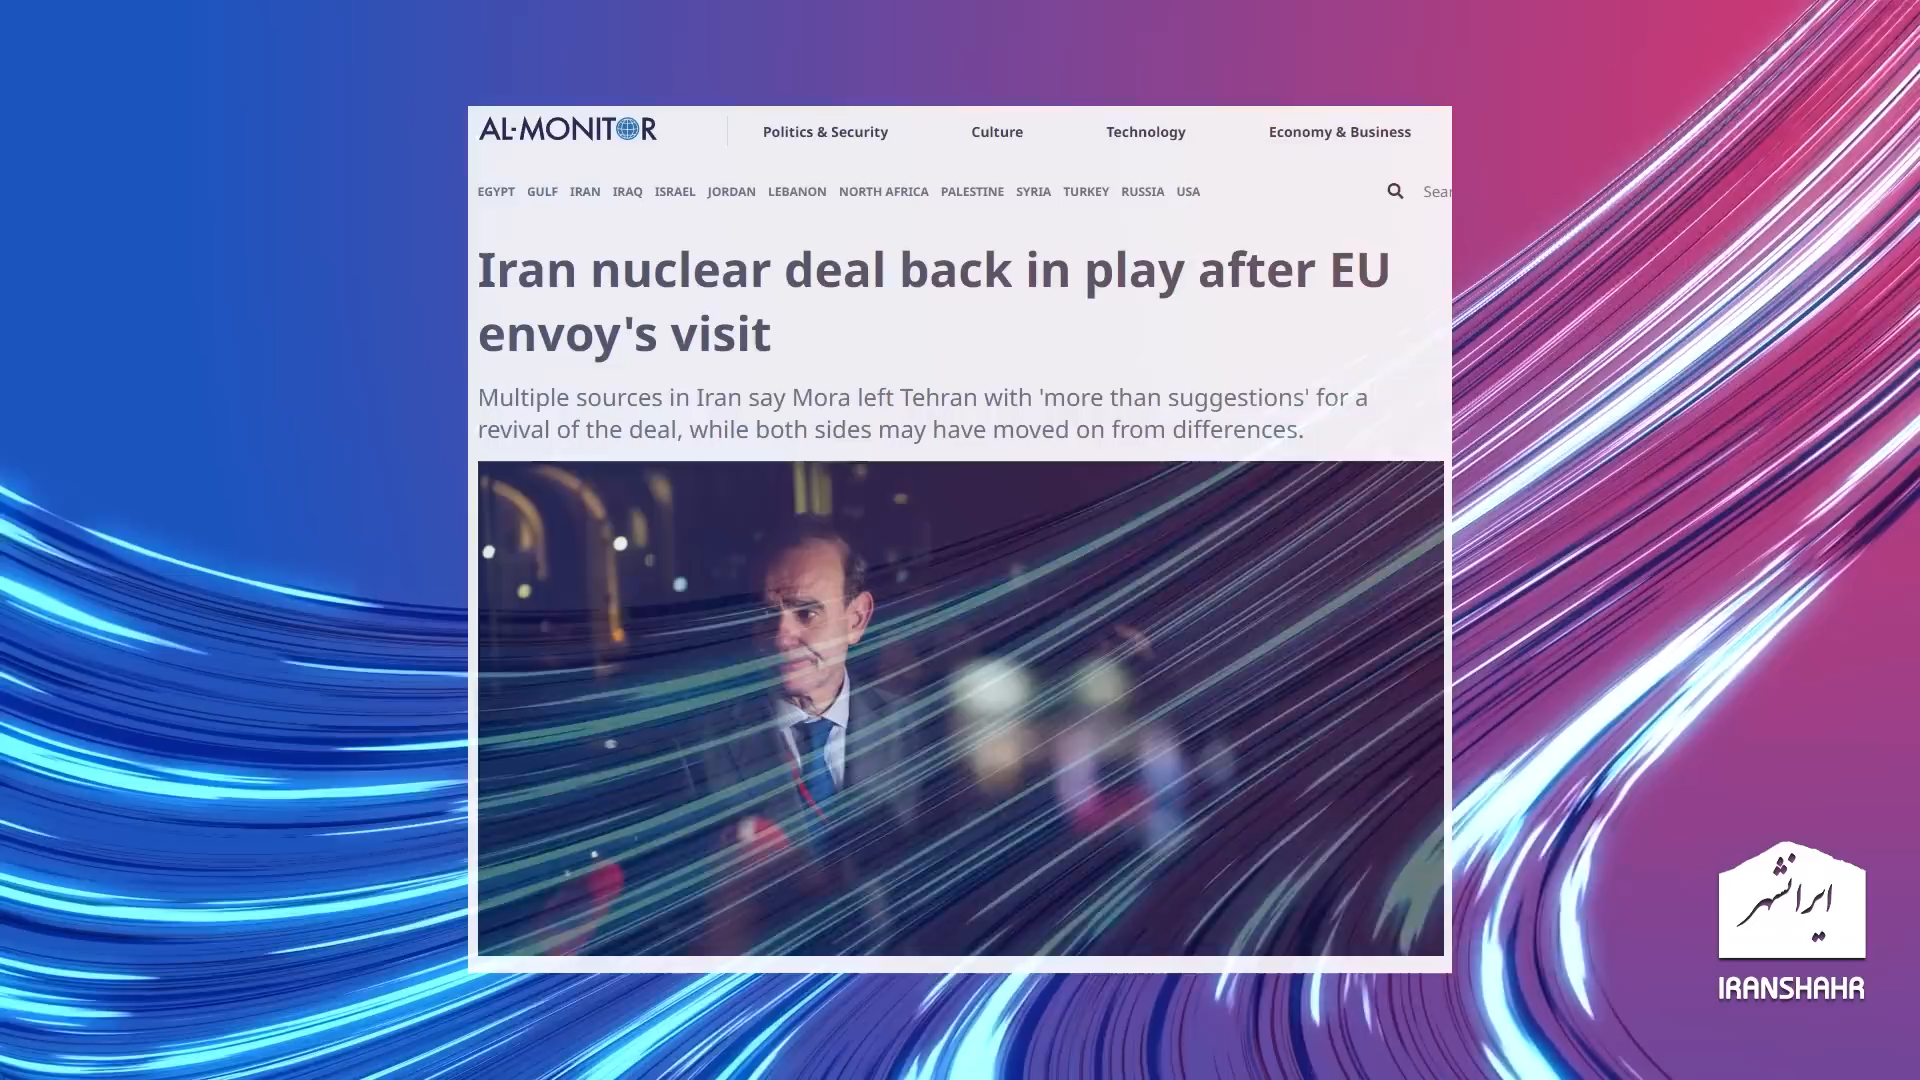 AL-MONITOR
Politics & Security Culture Technology Economy & Business
EGYPT GULF IRAN IRAQ ISRAEL JORDAN LEBANON NORTH AFRICA PALESTINE SYRIA TURKEY RUSSIA USA
Sear
Iran nuclear deal back in play after EU
envoy's visit
Multiple sources in Iran say Mora left Tehran with 'more than suggestions' for a
revival of the deal, while both sides may have moved on from differences.
ایرانشهر
IRANSHAHR